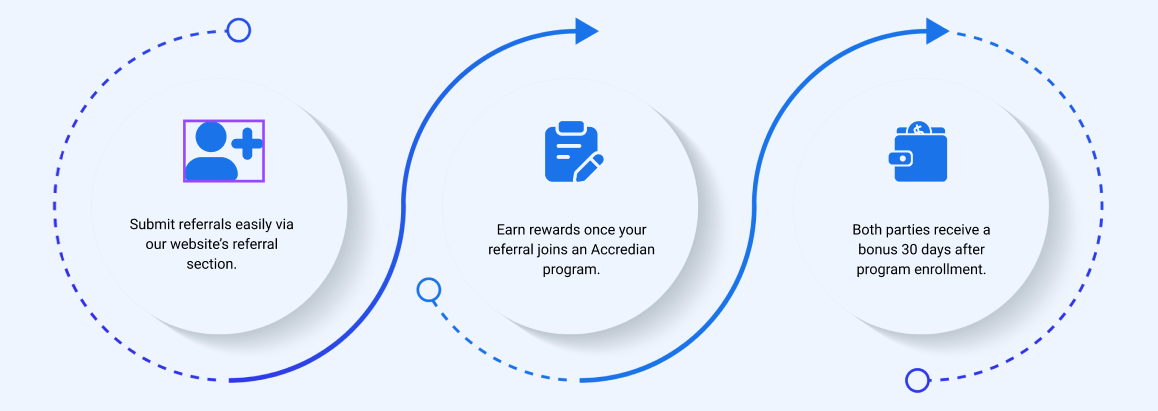 Submit referrals easily via
our website’s referral
section.
Earn rewards once your
referral joins an Accredian
program.
Both parties receive a
bonus 30 days after
program enrollment.